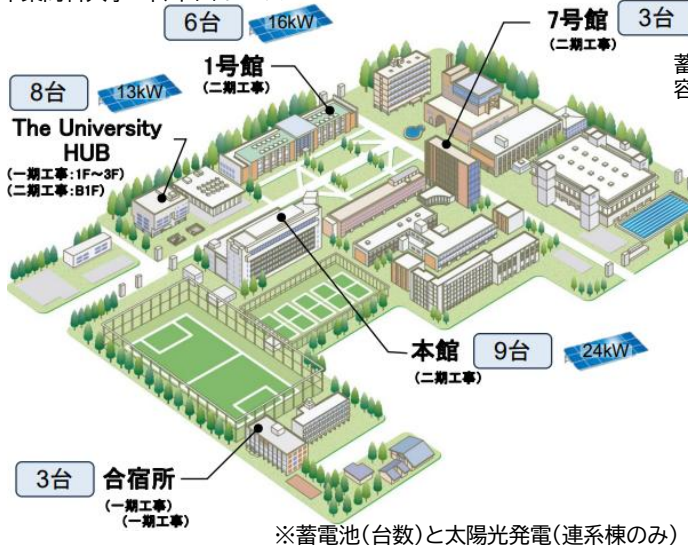 6台 16kW
7号館 3台
(二期工事)
1号館
(二期工事)
蓄
容
8台 13kW
The University
HUB
(一期工事:1F~3F)
(二期工事:B1F)
本館 9台 24kW
(二期工事)
3台 合宿所
(一期工事)
(一期工事)
※蓄電池(台数)と太陽光発電(連系棟のみ)